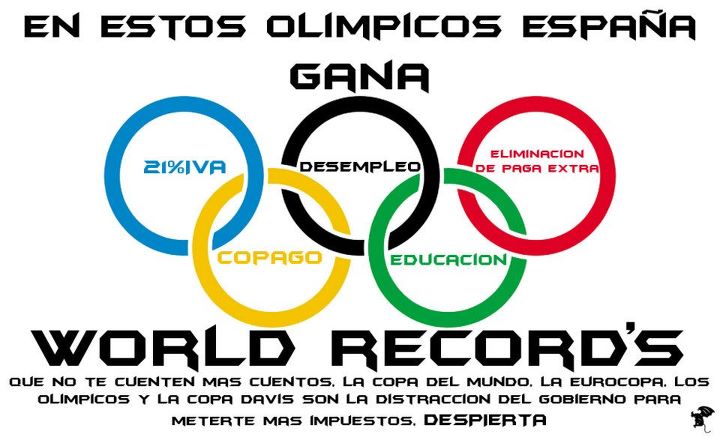 EN ESTOS OLIMPICOS ESPAÑA
GANA
21%IVA
DESEMPLEO
ELIMINACION
DE PAGA EXTRA
COPAGO
EDUCACION
WORLD RECORD'S
QUE NO TE CUENTEN MAS CUENTOS, LA COPA DEL MUNDO, LA EUROCOPA, LOS
OLIMPICOS Y LA COPA DAVIS SON LA DISTRACCION DEL GOBIERNO PARA
METERTE MAS IMPUESTOS, DESPIERTA